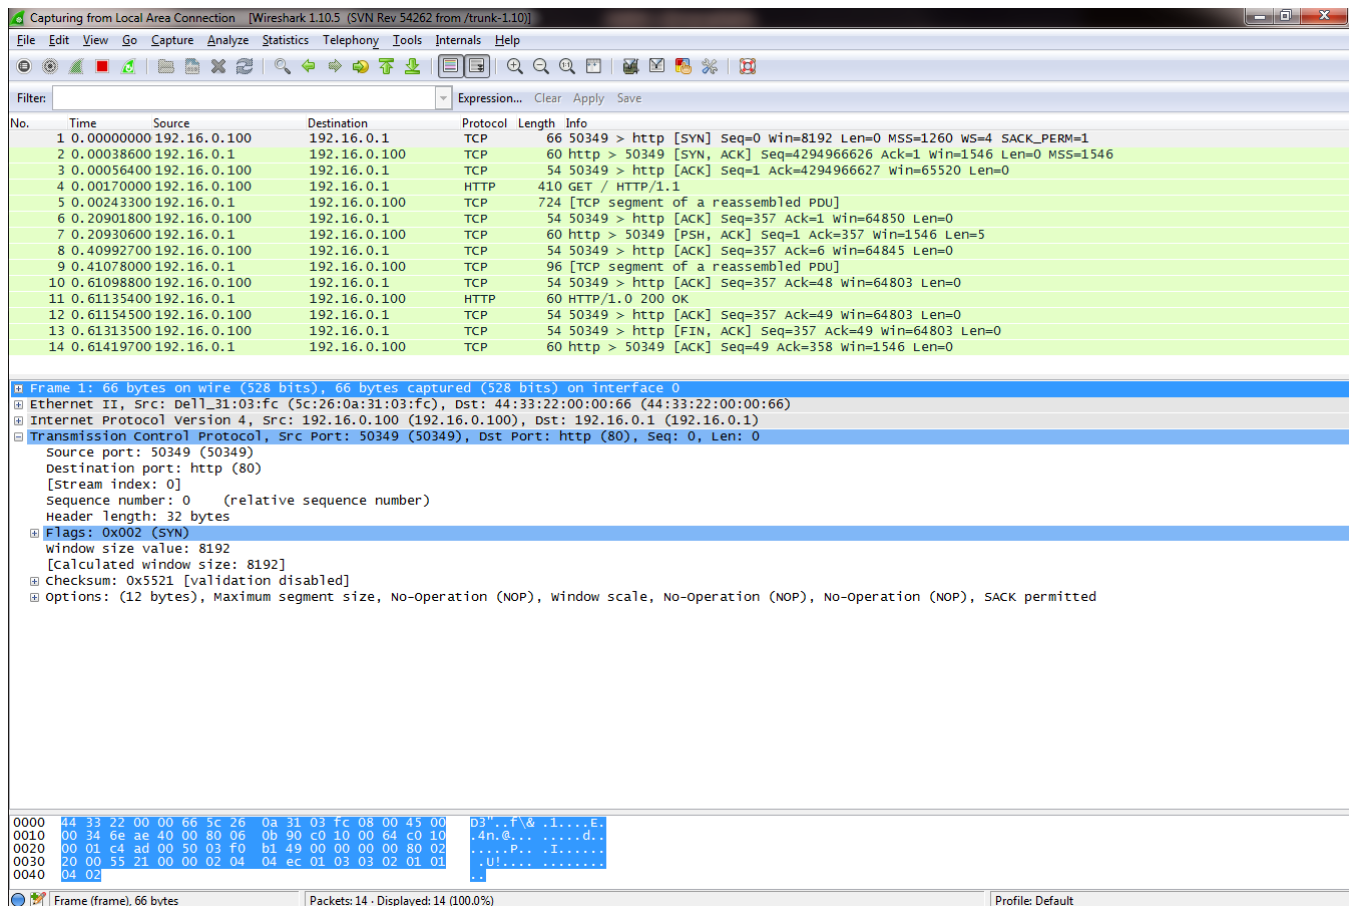 Capturing from Local Area Connection [Wireshark 1.10.5 (SVN Rev 54262 from /trunk-1.10)]
File Edit View Go Capture Analyze Statistics Telephony Tools Internals Help
Filter: Expression... Clear Apply Save
No. Time Source Destination Protocol Length Info
1 0.00000000 192.16.0.100 192.16.0.1 TCP 66 50349 > http [SYN] Seq=0 Win=8192 Len=0 MSS=1260 WS=4 SACK_PERM=1
2 0.00038600 192.16.0.1 192.16.0.100 TCP 60 http > 50349 [SYN, ACK] Seq=4294966626 Ack=1 Win=1546 Len=0 MSS=1546
3 0.00056400 192.16.0.100 192.16.0.1 TCP 54 50349 > http [ACK] Seq=1 Ack=4294966627 Win=65520 Len=0
4 0.00170000 192.16.0.100 192.16.0.1 HTTP 410 GET / HTTP/1.1
5 0.00243300 192.16.0.1 192.16.0.100 TCP 724 [TCP segment of a reassembled PDU]
6 0.20901800 192.16.0.100 192.16.0.1 TCP 54 50349 > http [ACK] Seq=357 Ack=1 Win=64850 Len=0
7 0.20930600 192.16.0.1 192.16.0.100 TCP 60 http > 50349 [PSH, ACK] Seq=1 Ack=357 Win=1546 Len=5
8 0.40992700 192.16.0.100 192.16.0.1 TCP 54 50349 > http [ACK] Seq=357 Ack=6 Win=64845 Len=0
9 0.41078000 192.16.0.1 192.16.0.100 TCP 96 [TCP segment of a reassembled PDU]
10 0.61098800 192.16.0.100 192.16.0.1 TCP 54 50349 > http [ACK] Seq=357 Ack=48 Win=64803 Len=0
11 0.61135400 192.16.0.1 192.16.0.100 HTTP 60 HTTP/1.0 200 OK
12 0.61154500 192.16.0.100 192.16.0.1 TCP 54 50349 > http [ACK] Seq=357 Ack=49 Win=64803 Len=0
13 0.61313500 192.16.0.100 192.16.0.1 TCP 54 50349 > http [FIN, ACK] Seq=357 Ack=49 Win=64803 Len=0
14 0.61419700 192.16.0.1 192.16.0.100 TCP 60 http > 50349 [ACK] Seq=49 Ack=358 Win=1546 Len=0
Frame 1: 66 bytes on wire (528 bits), 66 bytes captured (528 bits) on interface 0
Ethernet II, Src: Dell_31:03:fc (5c:26:0a:31:03:fc), Dst: 44:33:22:00:00:66 (44:33:22:00:00:66)
Internet Protocol Version 4, Src: 192.16.0.100 (192.16.0.100), Dst: 192.16.0.1 (192.16.0.1)
Transmission Control Protocol, Src Port: 50349 (50349), Dst Port: http (80), Seq: 0, Len: 0
Source port: 50349 (50349)
Destination port: http (80)
[Stream index: 0]
Sequence number: 0 (relative sequence number)
Header length: 32 bytes
Flags: 0x002 (SYN)
Window size value: 8192
[Calculated window size: 8192]
Checksum: 0x5521 [validation disabled]
Options: (12 bytes), Maximum segment size, No-Operation (NOP), Window scale, No-Operation (NOP), No-Operation (NOP), SACK permitted
0000 44 33 22 00 00 66 5c 26 0a 31 03 fc 08 00 45 00 D3"..f\& .1....E.
0010 00 34 6e ae 40 00 80 06 0b 90 c0 10 00 64 c0 10 .4n.@... .....d..
0020 00 01 c4 ad 00 50 03 f0 b1 49 00 00 00 00 80 02 .....P.. .I......
0030 20 00 55 21 00 00 02 04 04 ec 01 03 03 02 01 01 .U!.... ........
0040 04 02 ..
Frame (frame), 66 bytes Packets: 14 · Displayed: 14 (100.0%) Profile: Default